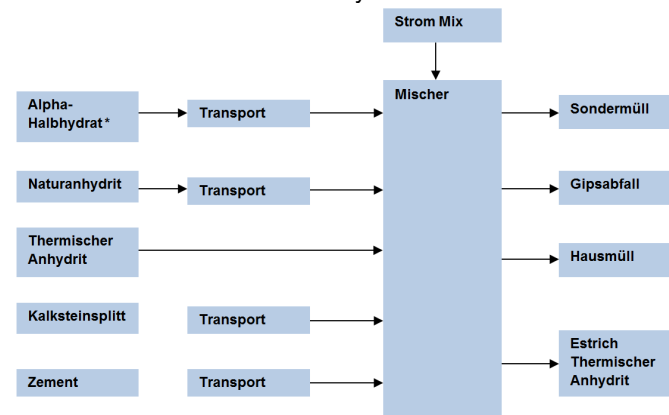 Strom Mix
Mischer
Alpha-
Halbhydrat *
Transport
Sondermüll
Naturanhydrit
Transport
Gipsabfall
Thermischer
Anhydrit
Hausmüll
Kalksteinsplitt
Transport
Estrich
Thermischer
Anhydrit
Zement
Transport